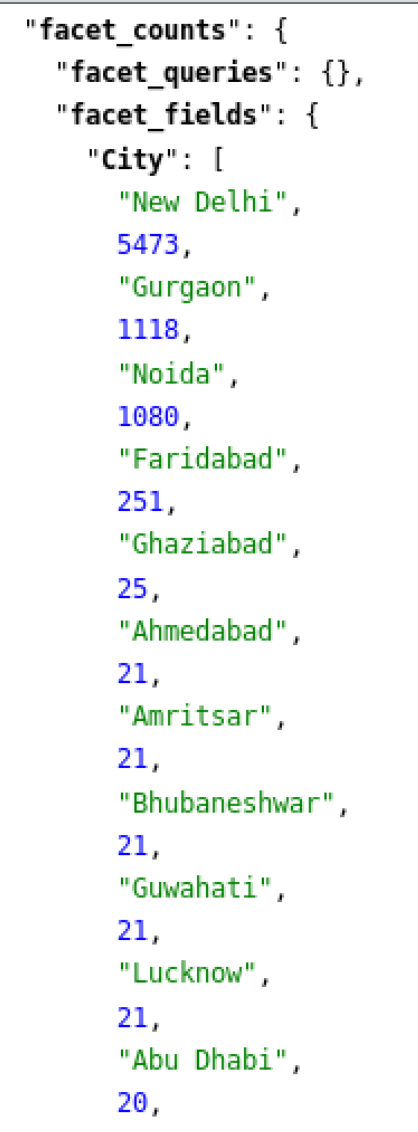 "facet_counts": {
"facet_queries": {},
"facet_fields": {
"City": [
"New Delhi",
5473,
"Gurgaon",
1118,
"Noida",
1080,
"Faridabad",
251,
"Ghaziabad",
25,
"Ahmedabad",
21,
"Amritsar",
21,
"Bhubaneshwar",
21,
"Guwahati",
21,
"Lucknow",
21,
"Abu Dhabi",
20,